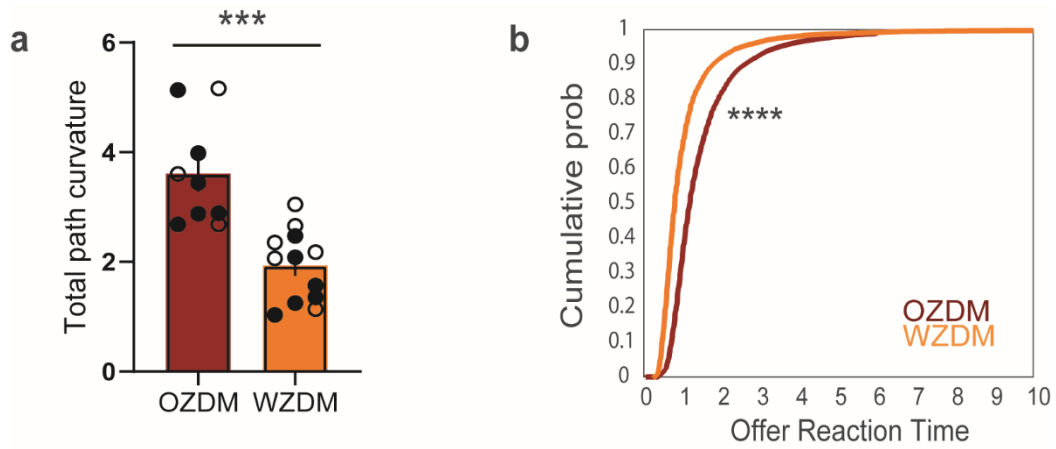 a
***
Total path curvature
6
4
2
0
OZDM WZDM
b
Cumulative prob
1
0.9
0.8
0.7
0.6
0.5
0.4
0.3
0.2
0.1
0
****
OZDM
WZDM
0 1 2 3 4 5 6 7 8 9 10
Offer Reaction Time